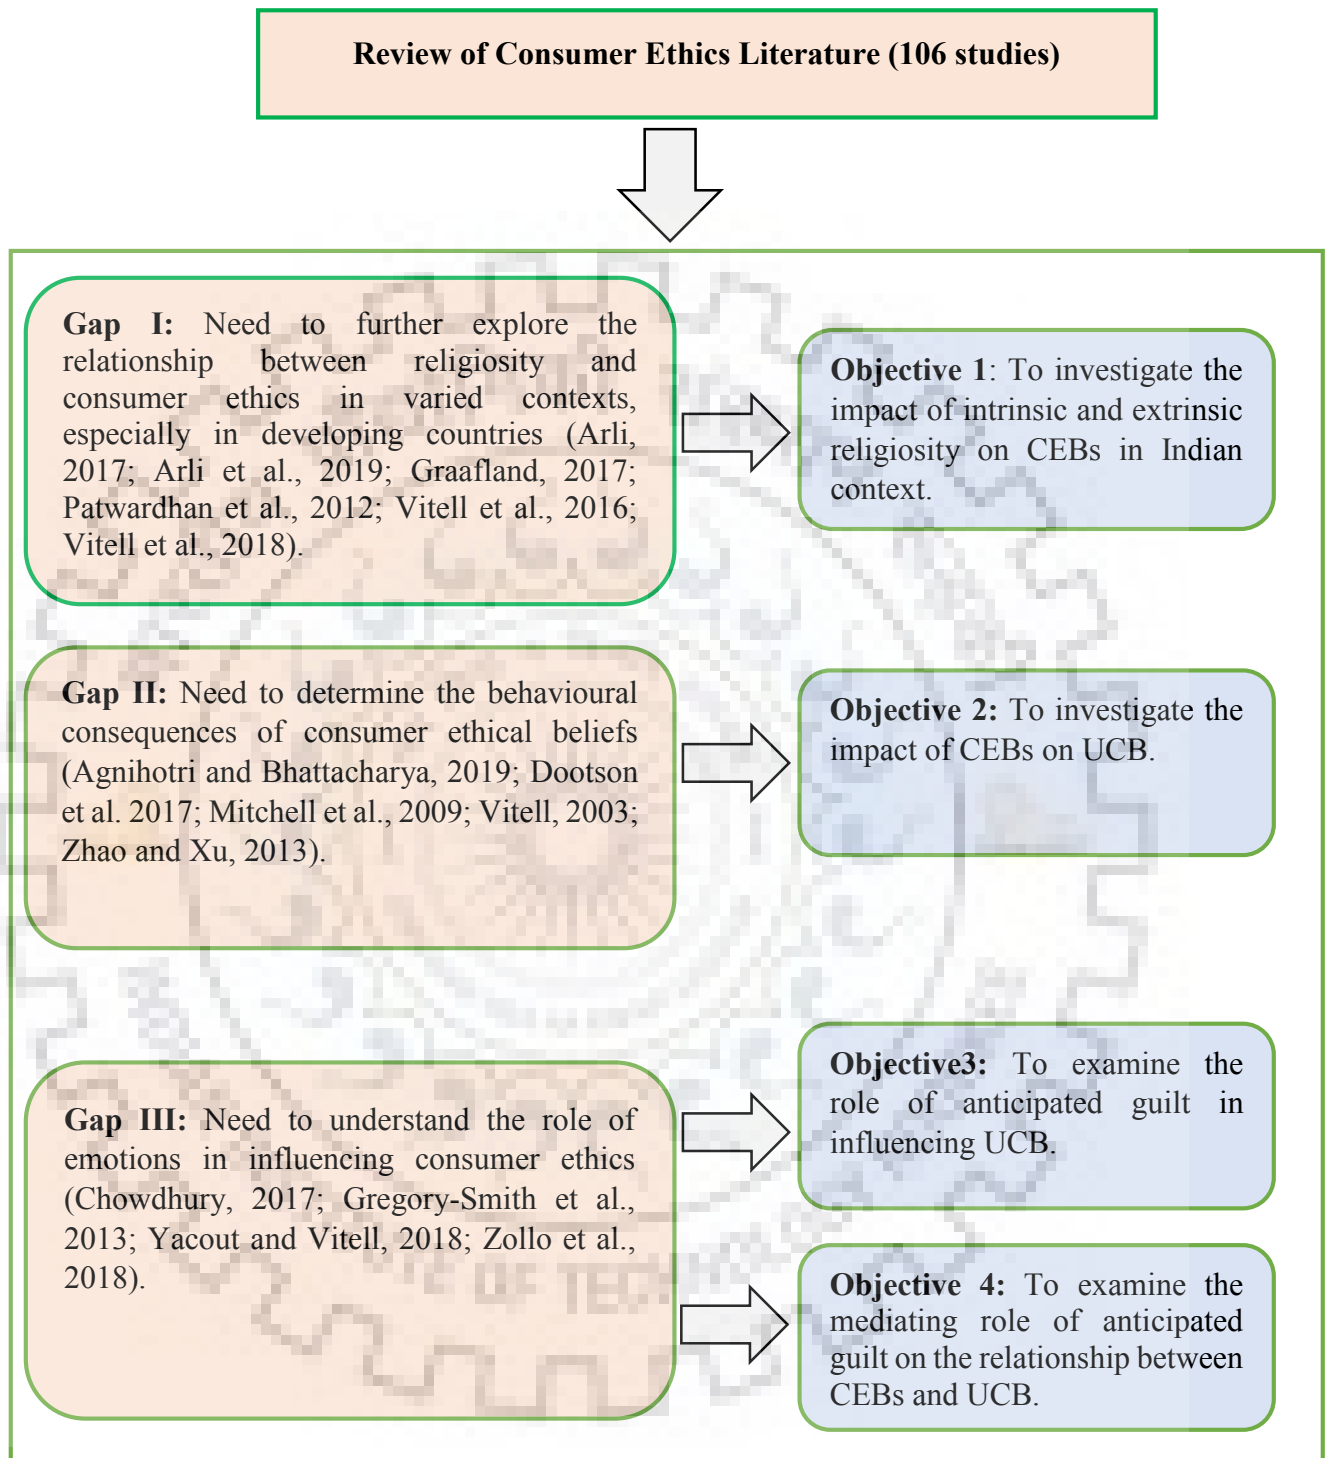 Review of Consumer Ethics Literature (106 studies)
Gap I: Need to further explore the
relationship between religiosity and
consumer ethics in varied contexts,
especially in developing countries (Arli,
2017; Arli et al., 2019; Graafland, 2017;
Patwardhan et al., 2012; Vitell et al., 2016;
Vitell et al., 2018).
Objective 1: To investigate the
impact of intrinsic and extrinsic
religiosity on CEBs in Indian
context.
Gap II: Need to determine the behavioural
consequences of consumer ethical beliefs
(Agnihotri and Bhattacharya, 2019; Dootson
et al. 2017; Mitchell et al., 2009; Vitell, 2003;
Zhao and Xu, 2013).
Objective 2: To investigate the
impact of CEBs on UCB.
Gap III: Need to understand the role of
emotions in influencing consumer ethics
(Chowdhury, 2017; Gregory-Smith et al.,
2013; Yacout and Vitell, 2018; Zollo et al.,
2018).
Objective3: To examine the
role of anticipated guilt in
influencing UCB.
Objective 4: To examine the
mediating role of anticipated
guilt on the relationship between
CEBs and UCB.